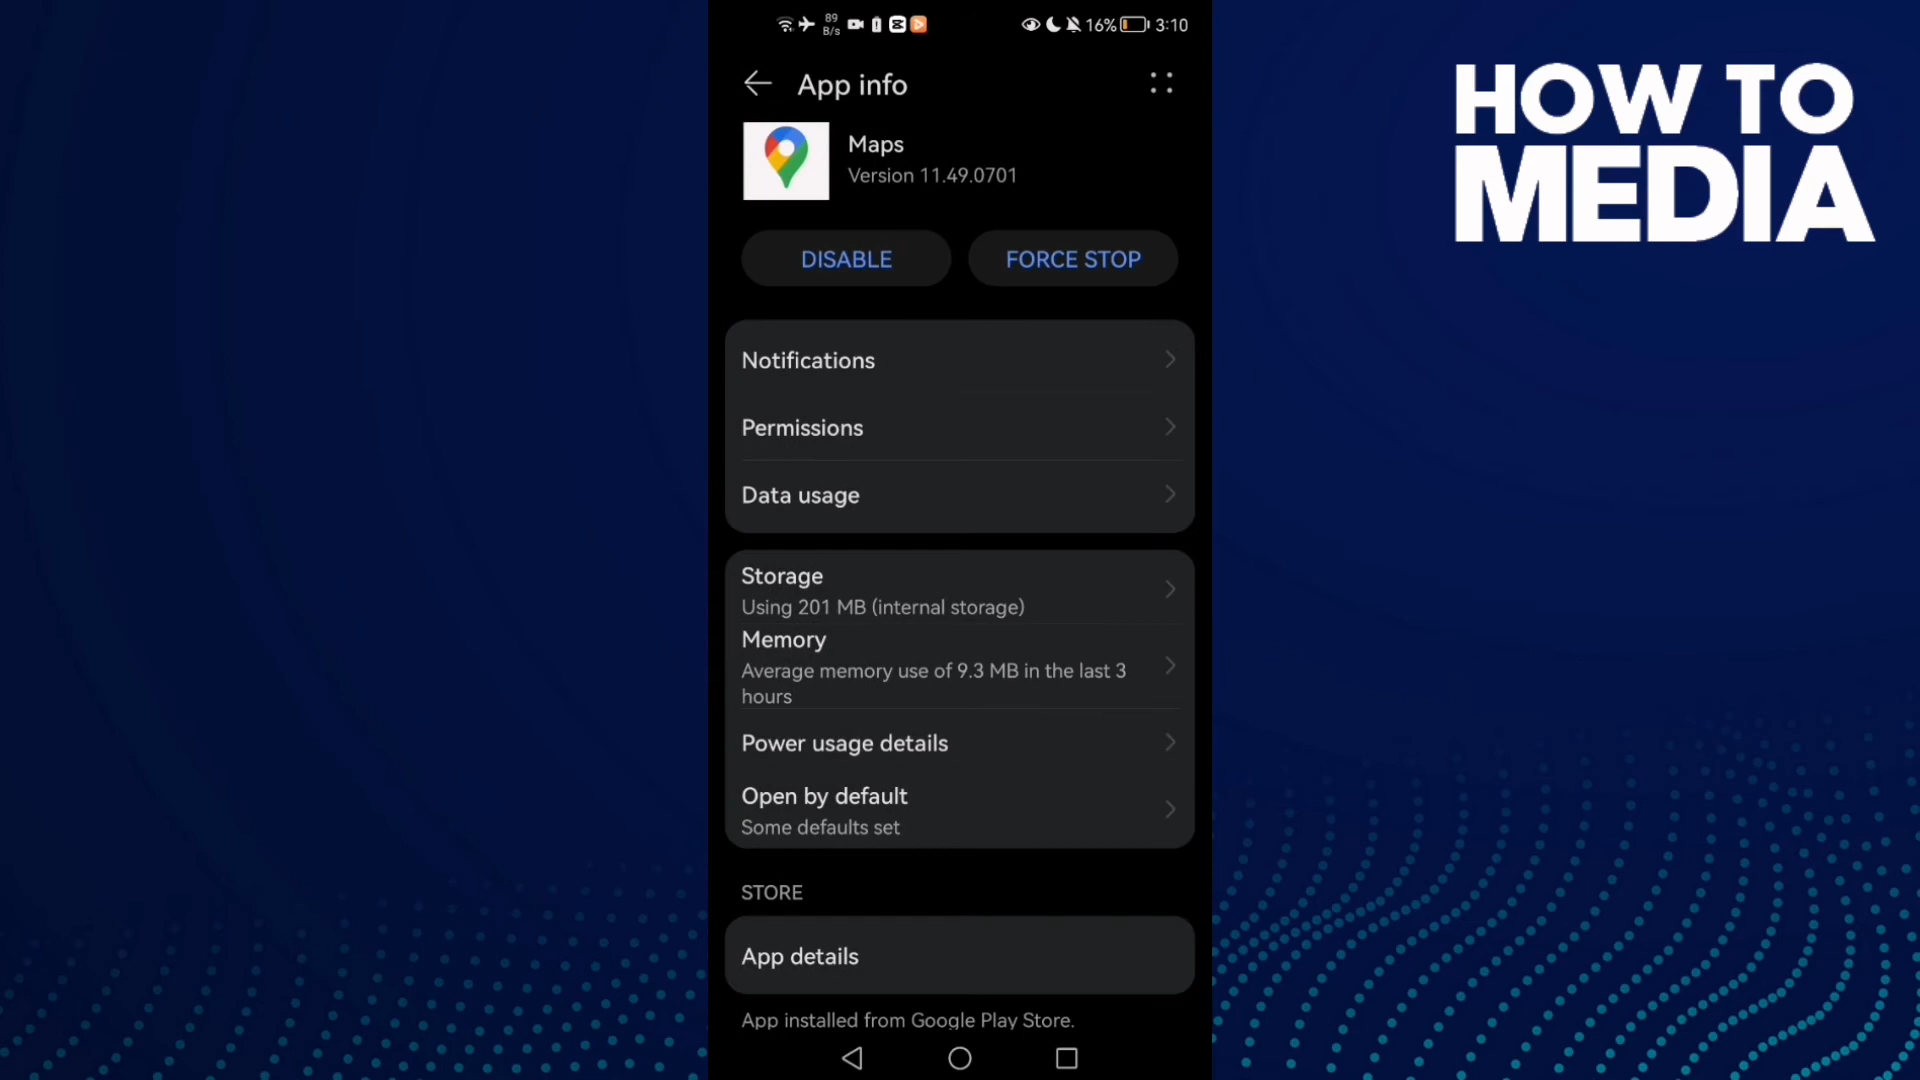 89
B/s
16%
3:10
App info
Maps
Version 11.49.0701
DISABLE
FORCE STOP
Notifications
Permissions
Data usage
Storage
Using 201 MB (internal storage)
Memory
Average memory use of 9.3 MB in the last 3
hours
Power usage details
Open by default
Some defaults set
STORE
App details
App installed from Google Play Store.
HOW TO
MEDIA